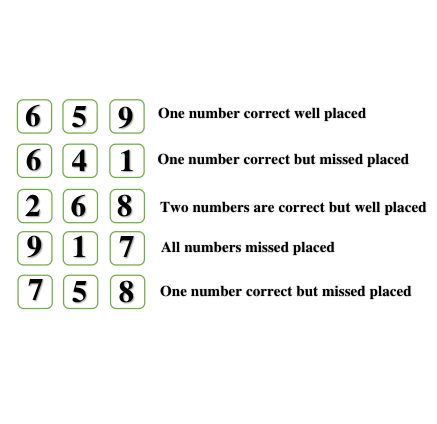 6 5 9 One number correct well placed
6 4 1 One number correct but missed placed
2 6 8 Two numbers are correct but well placed
9 1 7 All numbers missed placed
7 5 8 One number correct but missed placed